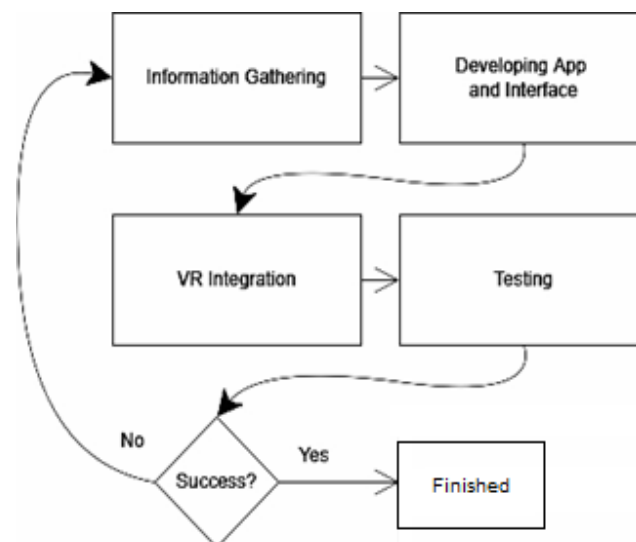 Information Gathering
Developing App
and Interface
VR Integration
Testing
No
Success?
Yes
Finished